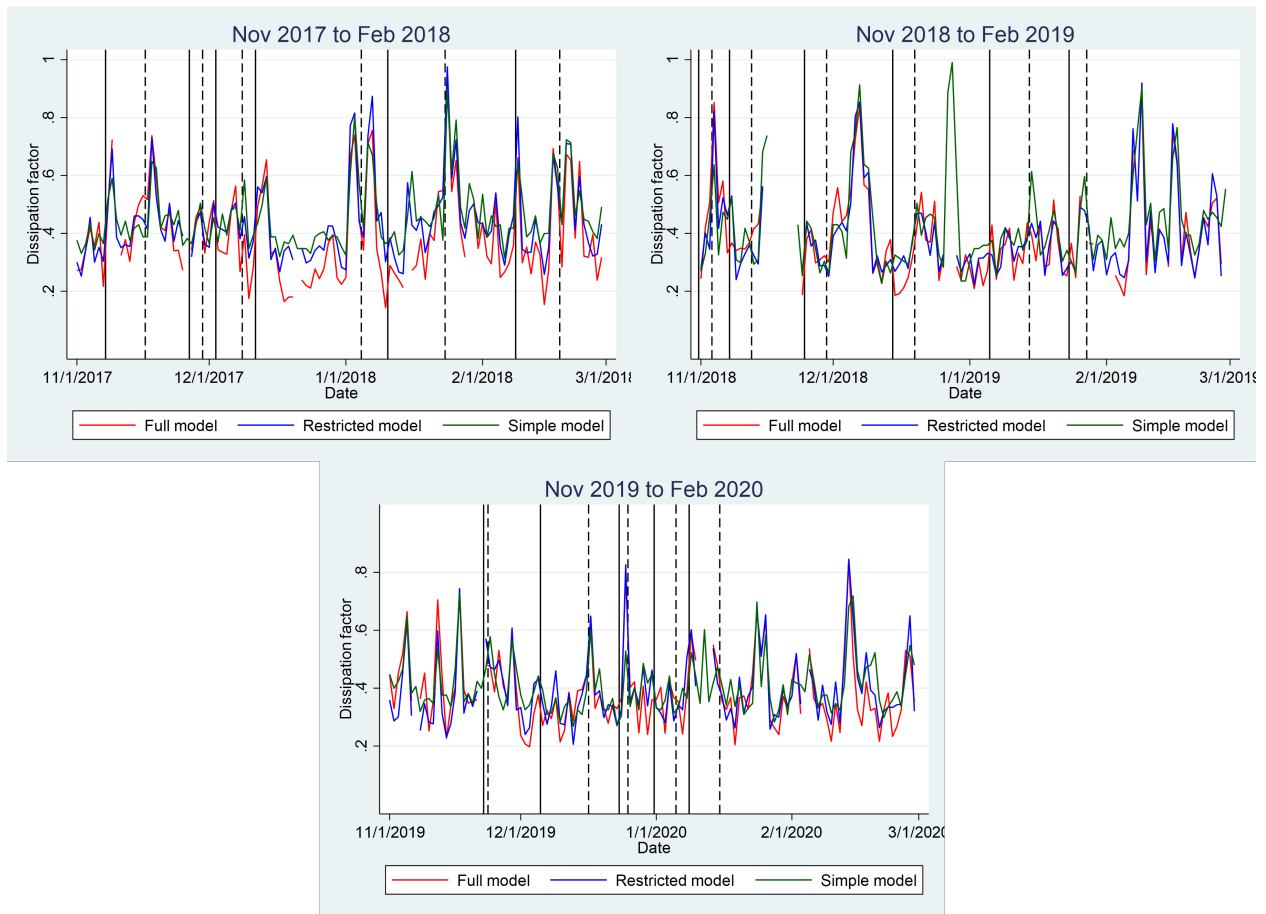 Nov 2017 to Feb 2018
Dissipation factor
1
.8
.6
.4
.2
11/1/2017 12/1/2017 1/1/2018 2/1/2018 3/1/2018
Date
Full model Restricted model Simple model
Nov 2018 to Feb 2019
Dissipation factor
1
.8
.6
.4
.2
11/1/2018 12/1/2018 1/1/2019 2/1/2019 3/1/2019
Date
Full model Restricted model Simple model
Nov 2019 to Feb 2020
Dissipation factor
.8
.6
.4
.2
11/1/2019 12/1/2019 1/1/2020 2/1/2020 3/1/2020
Date
Full model Restricted model Simple model